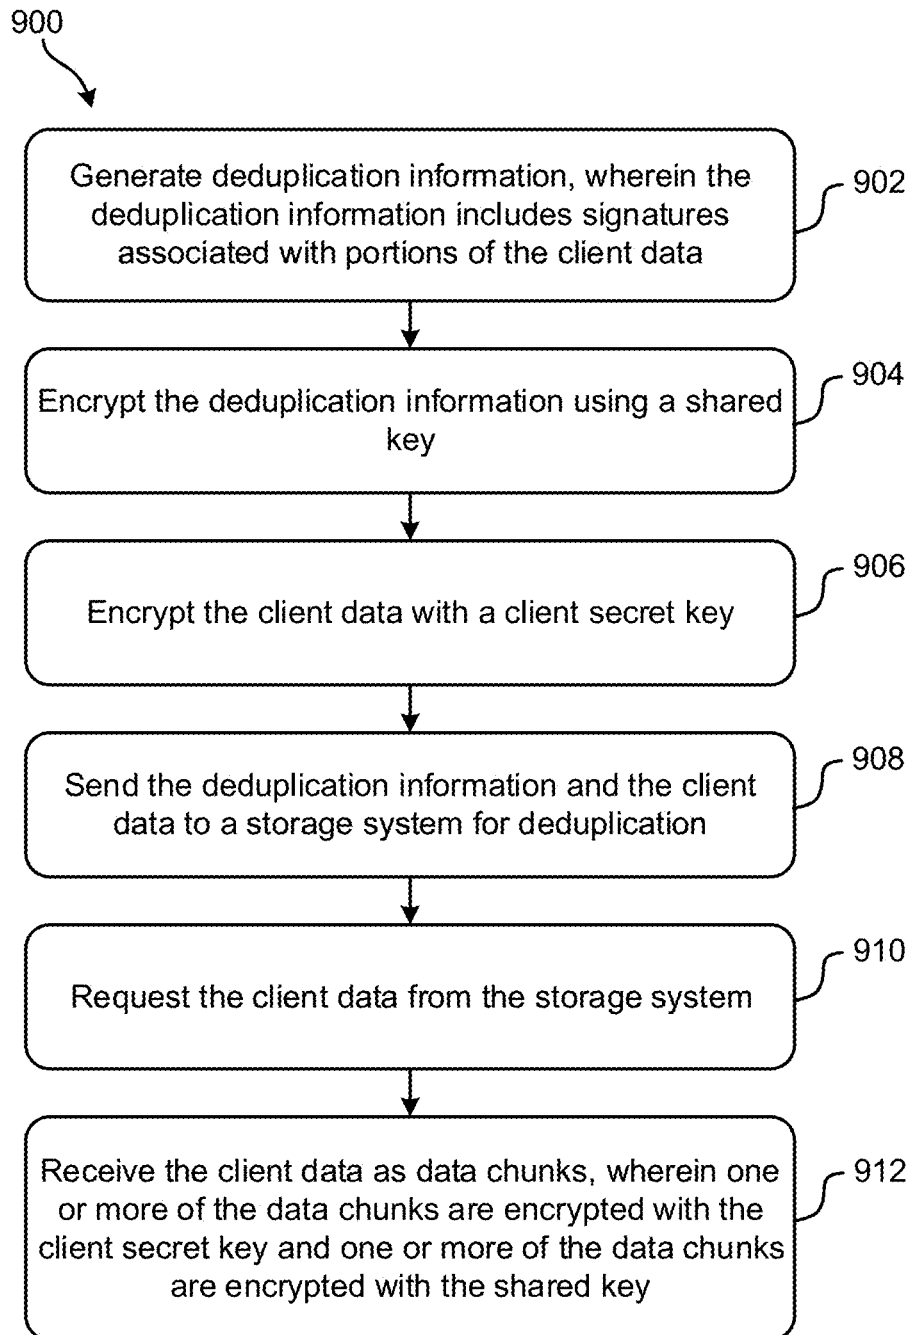 900
Generate deduplication information, wherein the
deduplication information includes signatures
associated with portions of the client data
902
Encrypt the deduplication information using a shared
key
904
Encrypt the client data with a client secret key
906
Send the deduplication information and the client
data to a storage system for deduplication
908
Request the client data from the storage system
910
Receive the client data as data chunks, wherein one
or more of the data chunks are encrypted with the
client secret key and one or more of the data chunks
are encrypted with the shared key
912